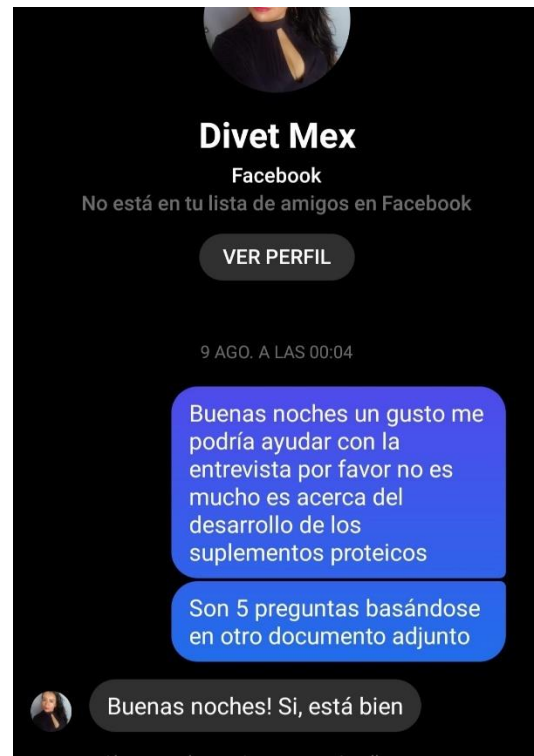 Divet Mex
Facebook
No está en tu lista de amigos en Facebook
VER PERFIL
9 AGO. A LAS 00:04
Buenas noches un gusto me
podría ayudar con la
entrevista por favor no es
mucho es acerca del
desarrollo de los
suplementos proteicos
Son 5 preguntas basándose
en otro documento adjunto
Buenas noches! Si, está bien